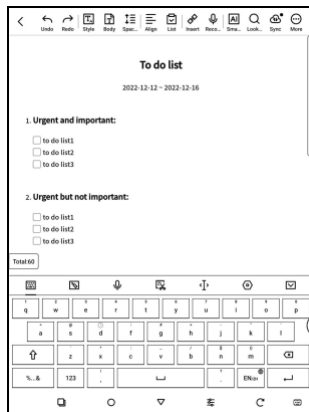 Undo Redo Style Body Spac... Align List Insert Reco... Sma... Look... Sync More
To do list
2022-12-12 ~ 2022-12-16
1. Urgent and important:
to do list1
to do list2
to do list3
2. Urgent but not important:
to do list1
to do list2
to do list3
Total:60
q w e r t y u i o p
a s d f g h j k l
z x c v b n m
%...& 123 , . EN/ZH